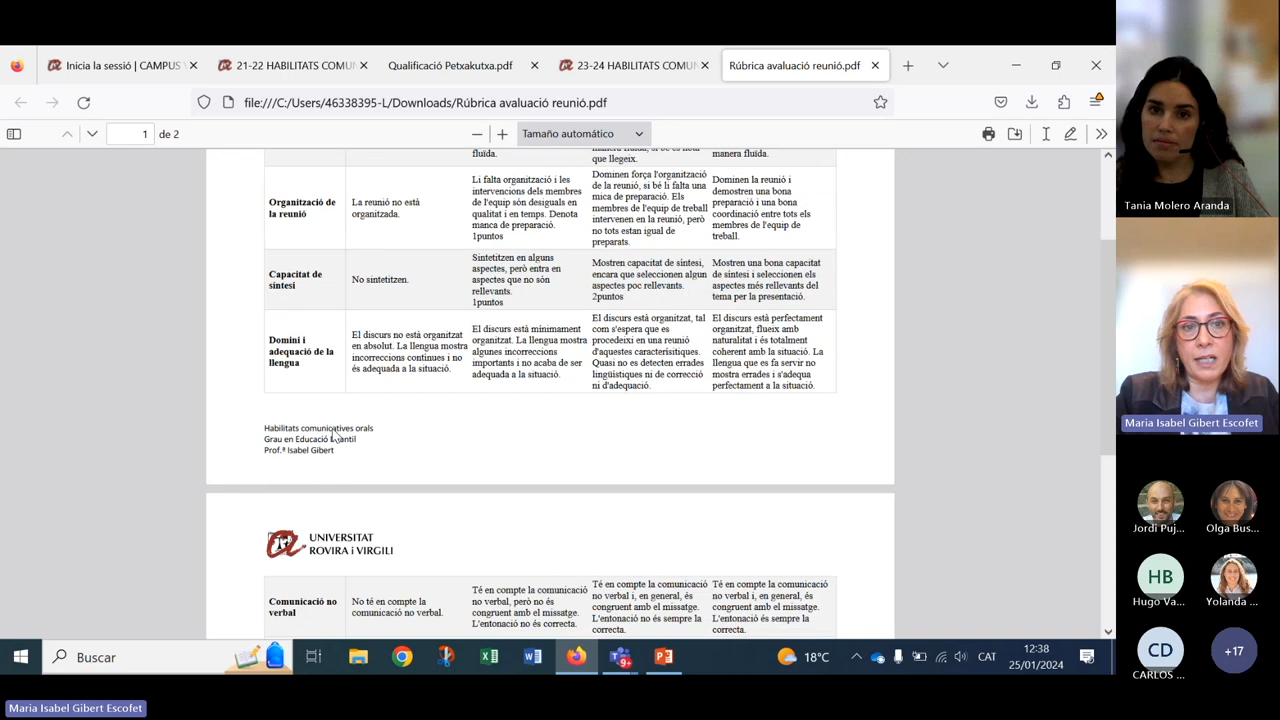 Inicia la sessió | CAMPUS V
21-22 HABILITATS COMUN
Qualificació Petxakutxa.pdf
23-24 HABILITATS COMUN
Rúbrica avaluació reunió.pdf
file:///C:/Users/46338395-L/Downloads/Rúbrica avaluació reunió.pdf
1
de 2
Tamaño automático
fluïda.
que llegeix.
manera fluïda.
Organització de
la reunió
La reunió no està
organitzada.
Li falta organització i les
intervencions dels membres
de l'equip són desiguals en
qualitat i en temps. Denota
manca de preparació.
1puntos
Dominen força l'organització
de la reunió, si bé li falta una
mica de preparació. Els
membres de l'equip de treball
intervenen en la reunió, però
no tots estan igual de
preparats.
Dominen la reunió i
demostren una bona
preparació i una bona
coordinació entre tots els
membres de l'equip de
treball.
Capacitat de
síntesi
No sintetitzen.
Sintetitzen en alguns
aspectes, però entra en
aspectes que no són
rellevants.
1puntos
Mostren capacitat de síntesi,
encara que seleccionen algun
aspectes poc rellevants.
2puntos
Mostren una bona capacitat
de síntesi i seleccionen els
aspectes més rellevants del
tema per la presentació.
Domini i
adequació de la
llengua
El discurs no està organitzat
en absolut. La llengua mostra
incorreccions contínues i no
és adequada a la situació.
El discurs està mínimament
organitzat. La llengua mostra
algunes incorreccions
importants i no acaba de ser
adequada a la situació.
El discurs està organitzat, tal
com s'espera que es
procedeixi en una reunió
d'aquestes característiques.
Quasi no es detecten errades
lingüístiques ni de correcció
ni d'adequació.
El discurs està perfectament
organitzat, flueix amb
naturalitat i és totalment
coherent amb la situació. La
llengua que es fa servir no
mostra errades i s'adequa
perfectament a la situació.
Habilitats comunicatives orals
Grau en Educació Infantil
Prof.ª Isabel Gibert
UNIVERSITAT
ROVIRA i VIRGILI
Comunicació no
verbal
No té en compte la
comunicació no verbal.
Té en compte la comunicació
no verbal, però no és
congruent amb el missatge.
L'entonació no és correcta.
Té en compte la comunicació
no verbal i, en general, és
congruent amb el missatge.
L'entonació no és sempre la
correcta.
Té en compte la comunicació
no verbal i, en general, és
congruent amb el missatge.
L'entonació és sempre la
correcta.
Buscar
9+
18°C
CAT
12:38
25/01/2024
Tania Molero Aranda
Maria Isabel Gibert Escofet
Jordi Puj...
Olga Bus...
HB
Hugo Va...
Yolanda ...
CD
CARLOS ...
+17
Maria Isabel Gibert Escofet